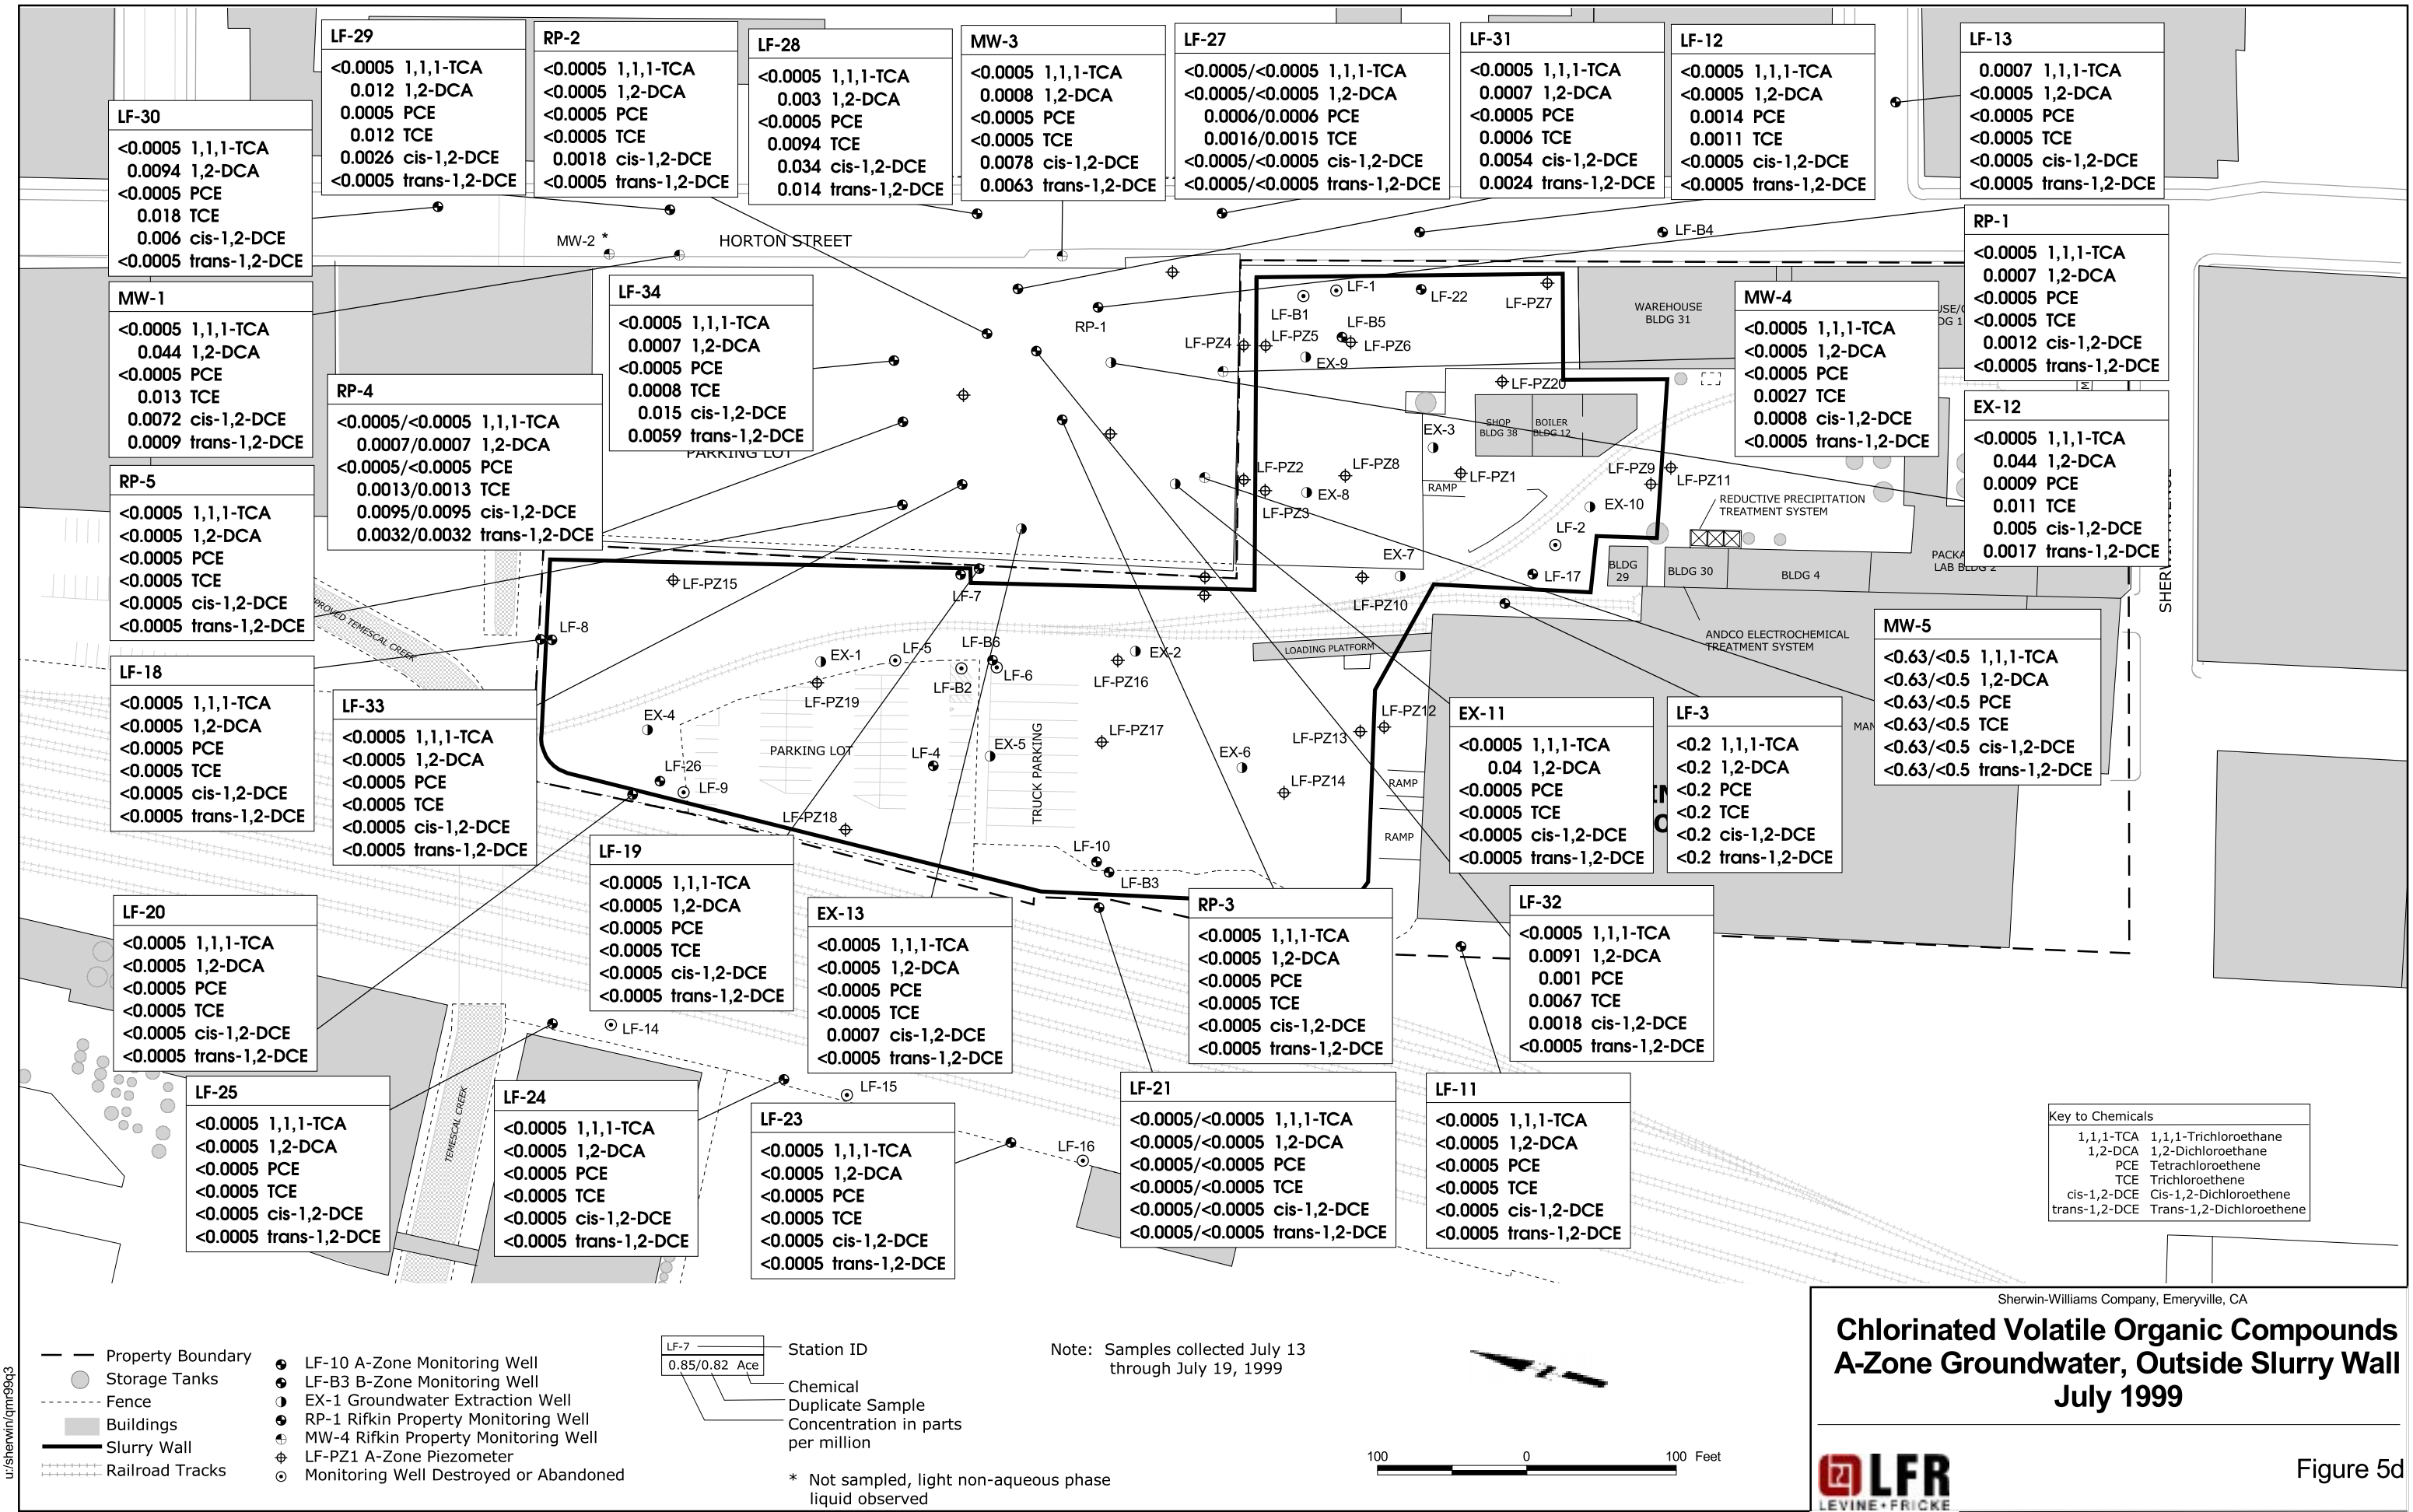 LF-29
<0.0005 1,1,1-TCA
0.012 1,2-DCA
0.0005 PCE
0.012 TCE
0.0026 cis-1,2-DCE
<0.0005 trans-1,2-DCE
RP-2
<0.0005 1,1,1-TCA
<0.0005 1,2-DCA
<0.0005 PCE
<0.0005 TCE
0.0018 cis-1,2-DCE
<0.0005 trans-1,2-DCE
LF-28
<0.0005 1,1,1-TCA
0.003 1,2-DCA
<0.0005 PCE
0.0094 TCE
0.034 cis-1,2-DCE
0.014 trans-1,2-DCE
MW-3
<0.0005 1,1,1-TCA
0.0008 1,2-DCA
<0.0005 PCE
<0.0005 TCE
0.0078 cis-1,2-DCE
0.0063 trans-1,2-DCE
LF-27
<0.0005/<0.0005 1,1,1-TCA
<0.0005/<0.0005 1,2-DCA
0.0006/0.0006 PCE
0.0016/0.0015 TCE
<0.0005/<0.0005 cis-1,2-DCE
<0.0005/<0.0005 trans-1,2-DCE
LF-31
<0.0005 1,1,1-TCA
0.0007 1,2-DCA
<0.0005 PCE
0.0006 TCE
0.0054 cis-1,2-DCE
0.0024 trans-1,2-DCE
LF-12
<0.0005 1,1,1-TCA
<0.0005 1,2-DCA
0.0014 PCE
0.0011 TCE
<0.0005 cis-1,2-DCE
<0.0005 trans-1,2-DCE
LF-13
0.0007 1,1,1-TCA
<0.0005 1,2-DCA
<0.0005 PCE
<0.0005 TCE
<0.0005 cis-1,2-DCE
<0.0005 trans-1,2-DCE
LF-30
<0.0005 1,1,1-TCA
0.0094 1,2-DCA
<0.0005 PCE
0.018 TCE
0.006 cis-1,2-DCE
<0.0005 trans-1,2-DCE
MW-2 *
HORTON STREET
LF-B4
RP-1
<0.0005 1,1,1-TCA
0.0007 1,2-DCA
<0.0005 PCE
<0.0005 TCE
0.0012 cis-1,2-DCE
<0.0005 trans-1,2-DCE
MW-1
<0.0005 1,1,1-TCA
0.044 1,2-DCA
<0.0005 PCE
0.013 TCE
0.0072 cis-1,2-DCE
0.0009 trans-1,2-DCE
LF-34
<0.0005 1,1,1-TCA
0.0007 1,2-DCA
<0.0005 PCE
0.0008 TCE
0.015 cis-1,2-DCE
0.0059 trans-1,2-DCE
PARKING LOT
RP-1
LF-1
LF-B1
LF-22
LF-PZ7
LF-PZ4
LF-PZ5
LF-B5
LF-PZ6
EX-9
WAREHOUSE
BLDG 31
MW-4
<0.0005 1,1,1-TCA
<0.0005 1,2-DCA
<0.0005 PCE
0.0027 TCE
0.0008 cis-1,2-DCE
<0.0005 trans-1,2-DCE
USE/
DG 1
RP-4
<0.0005/<0.0005 1,1,1-TCA
0.0007/0.0007 1,2-DCA
<0.0005/<0.0005 PCE
0.0013/0.0013 TCE
0.0095/0.0095 cis-1,2-DCE
0.0032/0.0032 trans-1,2-DCE
LF-PZ20
SHOP
BLDG 38
BOILER
BLDG 12
EX-3
LF-PZ2
LF-PZ8
LF-PZ1
LF-PZ9
LF-PZ11
EX-8
LF-PZ3
RAMP
EX-10
REDUCTIVE PRECIPITATION
TREATMENT SYSTEM
LF-2
EX-7
LF-17
LF-PZ10
BLDG
29
BLDG 30
BLDG 4
PACKA
LAB BLDG 2
EX-12
<0.0005 1,1,1-TCA
0.044 1,2-DCA
0.0009 PCE
0.011 TCE
0.005 cis-1,2-DCE
0.0017 trans-1,2-DCE
RP-5
<0.0005 1,1,1-TCA
<0.0005 1,2-DCA
<0.0005 PCE
<0.0005 TCE
<0.0005 cis-1,2-DCE
<0.0005 trans-1,2-DCE
LF-PZ15
LF-7
LF-8
ANDCO ELECTROCHEMICAL
TREATMENT SYSTEM
LOADING PLATFORM
MW-5
<0.63/<0.5 1,1,1-TCA
<0.63/<0.5 1,2-DCA
<0.63/<0.5 PCE
<0.63/<0.5 TCE
<0.63/<0.5 cis-1,2-DCE
<0.63/<0.5 trans-1,2-DCE
LF-18
<0.0005 1,1,1-TCA
<0.0005 1,2-DCA
<0.0005 PCE
<0.0005 TCE
<0.0005 cis-1,2-DCE
<0.0005 trans-1,2-DCE
LF-33
<0.0005 1,1,1-TCA
<0.0005 1,2-DCA
<0.0005 PCE
<0.0005 TCE
<0.0005 cis-1,2-DCE
<0.0005 trans-1,2-DCE
EX-1
LF-5
LF-B6
LF-6
LF-B2
EX-2
LF-PZ16
LF-PZ19
EX-4
PARKING LOT
LF-4
EX-5
TRUCK PARKING
LF-PZ17
EX-6
LF-PZ12
LF-PZ13
LF-PZ14
LF-26
LF-9
LF-PZ18
LF-10
LF-B3
RAMP
RAMP
MAN
EX-11
<0.0005 1,1,1-TCA
0.04 1,2-DCA
<0.0005 PCE
<0.0005 TCE
<0.0005 cis-1,2-DCE
<0.0005 trans-1,2-DCE
LF-3
<0.2 1,1,1-TCA
<0.2 1,2-DCA
<0.2 PCE
<0.2 TCE
<0.2 cis-1,2-DCE
<0.2 trans-1,2-DCE
LF-19
<0.0005 1,1,1-TCA
<0.0005 1,2-DCA
<0.0005 PCE
<0.0005 TCE
<0.0005 cis-1,2-DCE
<0.0005 trans-1,2-DCE
LF-20
<0.0005 1,1,1-TCA
<0.0005 1,2-DCA
<0.0005 PCE
<0.0005 TCE
<0.0005 cis-1,2-DCE
<0.0005 trans-1,2-DCE
EX-13
<0.0005 1,1,1-TCA
<0.0005 1,2-DCA
<0.0005 PCE
<0.0005 TCE
0.0007 cis-1,2-DCE
<0.0005 trans-1,2-DCE
RP-3
<0.0005 1,1,1-TCA
<0.0005 1,2-DCA
<0.0005 PCE
<0.0005 TCE
<0.0005 cis-1,2-DCE
<0.0005 trans-1,2-DCE
LF-32
<0.0005 1,1,1-TCA
0.0091 1,2-DCA
0.001 PCE
0.0067 TCE
0.0018 cis-1,2-DCE
<0.0005 trans-1,2-DCE
LF-14
LF-15
LF-16
TEMESCAL CREEK
LF-25
<0.0005 1,1,1-TCA
<0.0005 1,2-DCA
<0.0005 PCE
<0.0005 TCE
<0.0005 cis-1,2-DCE
<0.0005 trans-1,2-DCE
LF-24
<0.0005 1,1,1-TCA
<0.0005 1,2-DCA
<0.0005 PCE
<0.0005 TCE
<0.0005 cis-1,2-DCE
<0.0005 trans-1,2-DCE
LF-23
<0.0005 1,1,1-TCA
<0.0005 1,2-DCA
<0.0005 PCE
<0.0005 TCE
<0.0005 cis-1,2-DCE
<0.0005 trans-1,2-DCE
LF-21
<0.0005/<0.0005 1,1,1-TCA
<0.0005/<0.0005 1,2-DCA
<0.0005/<0.0005 PCE
<0.0005/<0.0005 TCE
<0.0005/<0.0005 cis-1,2-DCE
<0.0005/<0.0005 trans-1,2-DCE
LF-11
<0.0005 1,1,1-TCA
<0.0005 1,2-DCA
<0.0005 PCE
<0.0005 TCE
<0.0005 cis-1,2-DCE
<0.0005 trans-1,2-DCE
Key to Chemicals
1,1,1-TCA 1,1,1-Trichloroethane
1,2-DCA 1,2-Dichloroethane
PCE Tetrachloroethene
TCE Trichloroethene
cis-1,2-DCE Cis-1,2-Dichloroethene
trans-1,2-DCE Trans-1,2-Dichloroethene
Property Boundary
Storage Tanks
Fence
Buildings
Slurry Wall
Railroad Tracks
LF-10 A-Zone Monitoring Well
LF-B3 B-Zone Monitoring Well
EX-1 Groundwater Extraction Well
RP-1 Rifkin Property Monitoring Well
MW-4 Rifkin Property Monitoring Well
LF-PZ1 A-Zone Piezometer
Monitoring Well Destroyed or Abandoned
LF-7
0.85/0.82 Ace
Station ID
Chemical
Duplicate Sample
Concentration in parts
per million
* Not sampled, light non-aqueous phase
liquid observed
Note: Samples collected July 13
through July 19, 1999
100 0 100 Feet
Sherwin-Williams Company, Emeryville, CA
Chlorinated Volatile Organic Compounds
A-Zone Groundwater, Outside Slurry Wall
July 1999
LFR
LEVINE•FRICKE
Figure 5d
u:/sherwin/qmr99q3